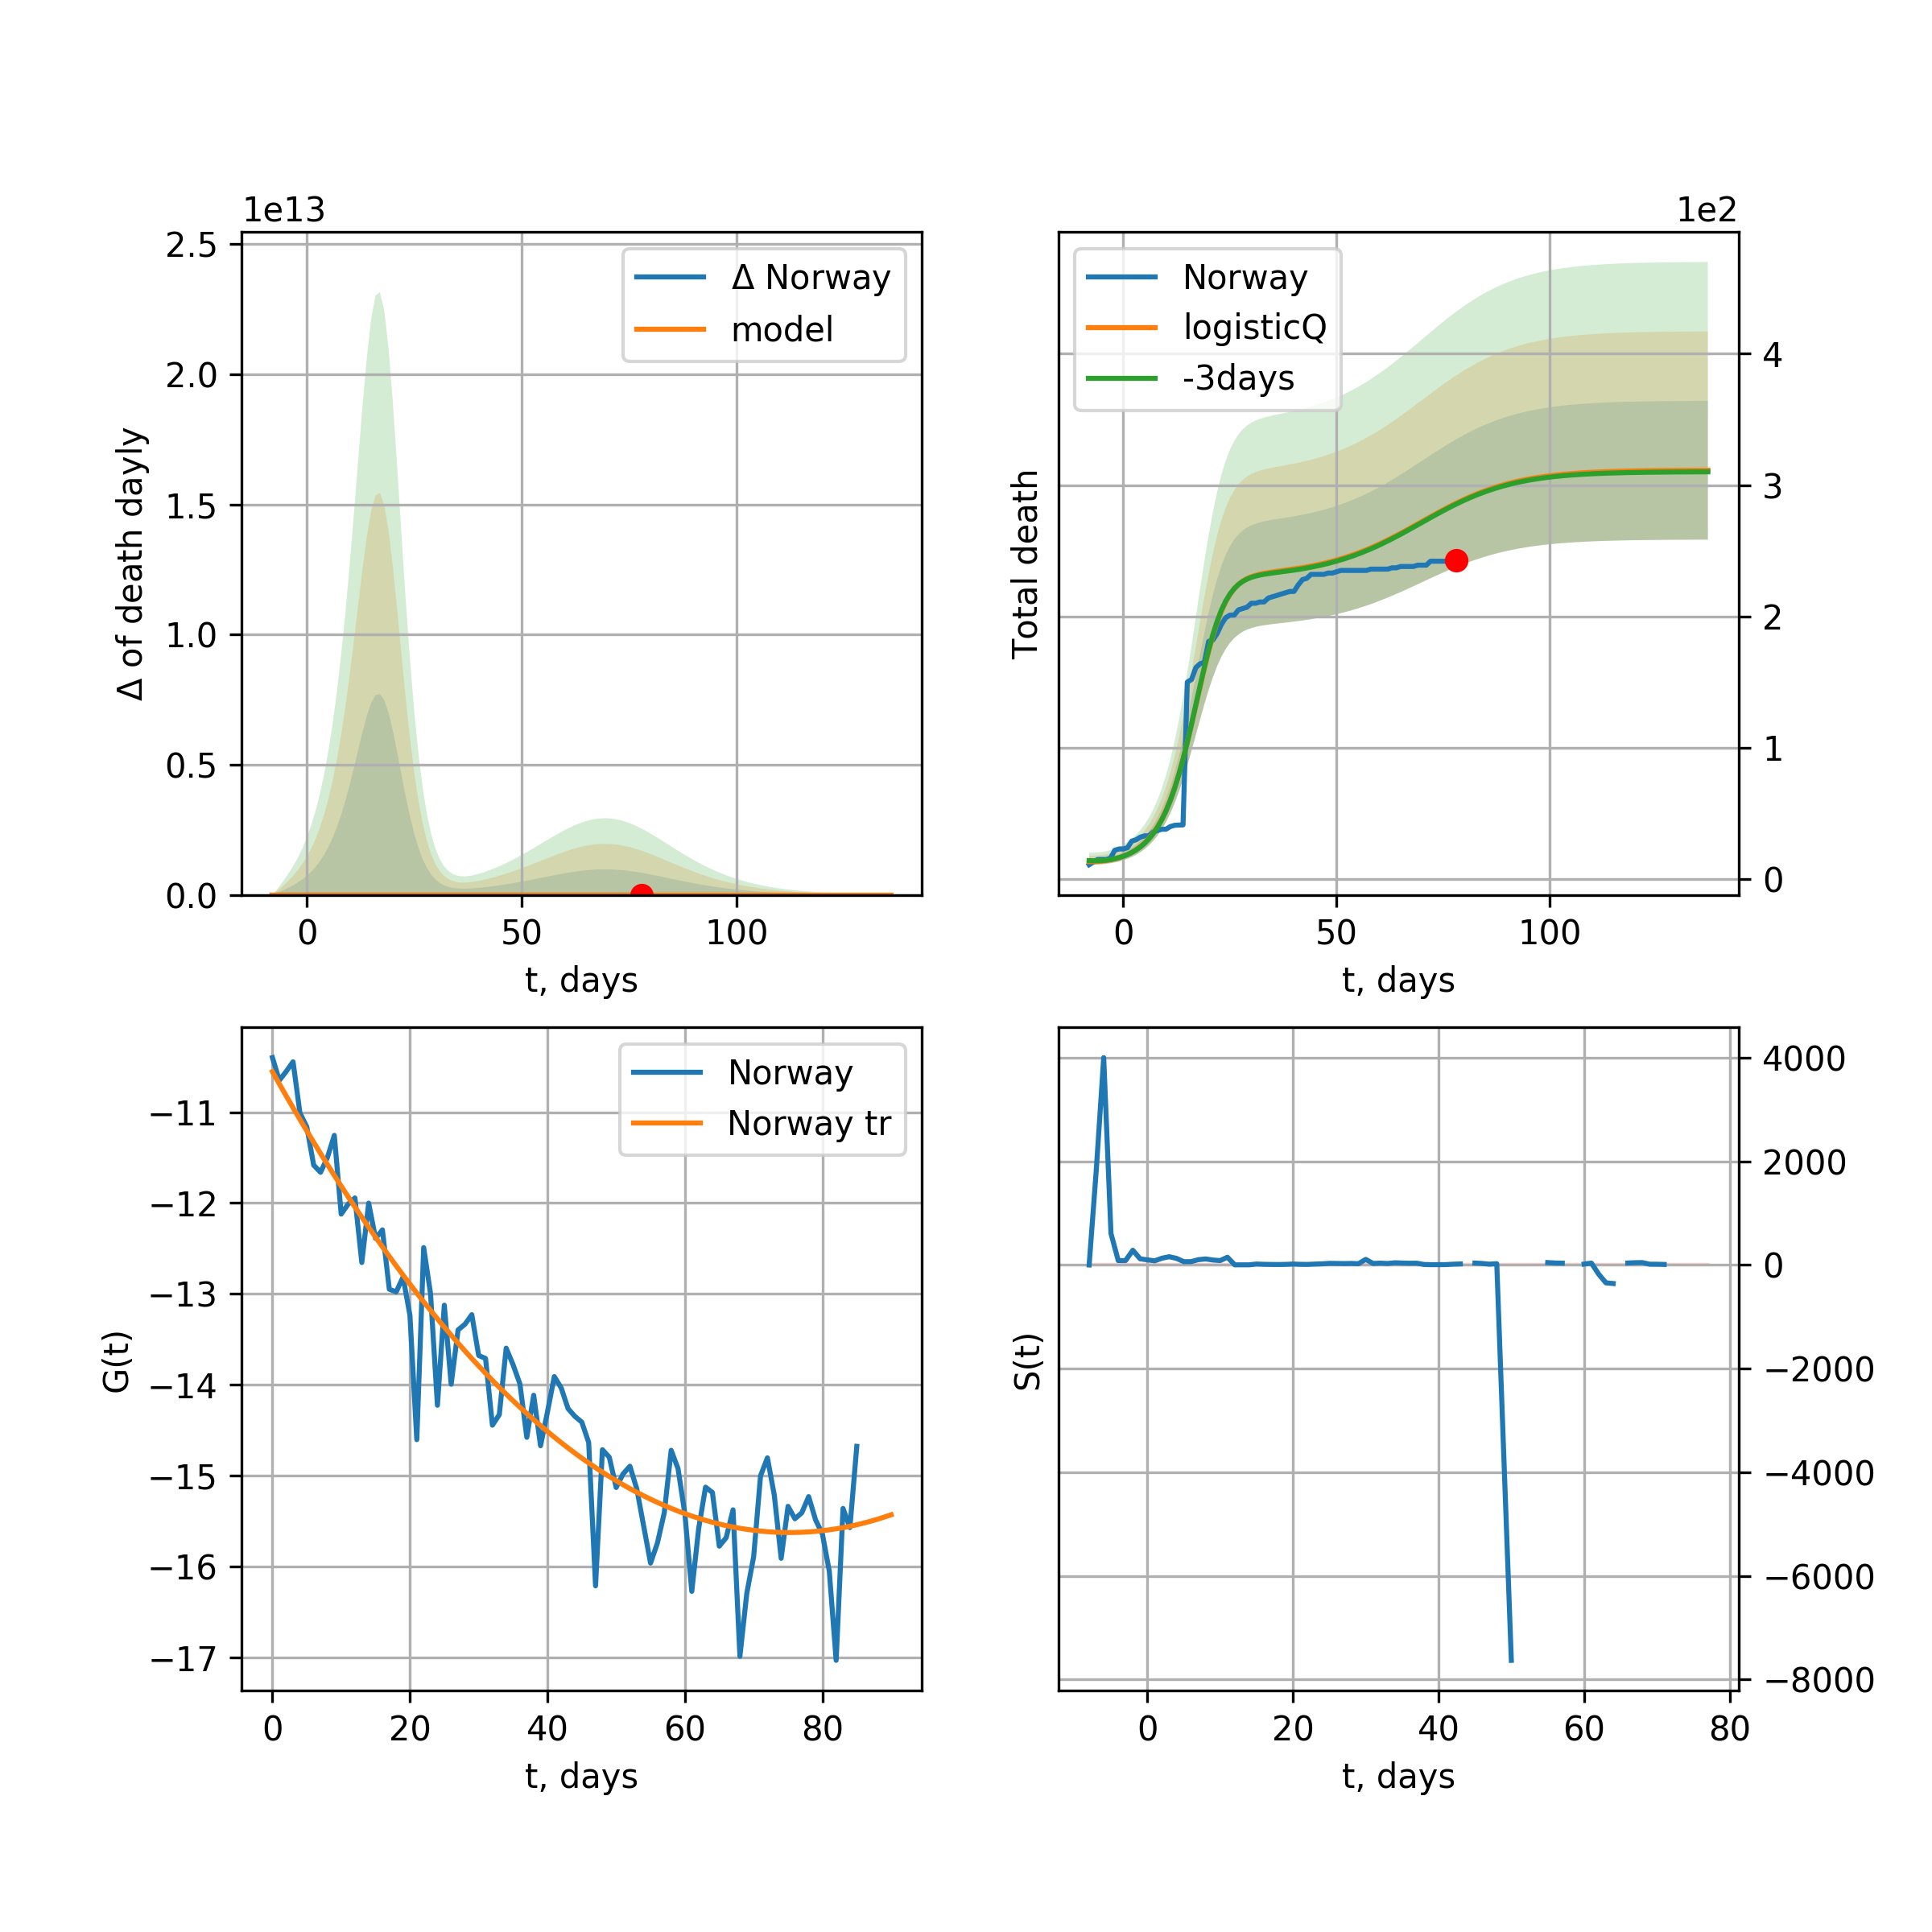 1e13
2.5
2.0
1.5
1.0
0.5
0.0
Δ of death dayly
Δ Norway
model
0 50 100
t, days
1e2
Norway
logisticQ
-3days
Total death
4
3
2
1
0
0 50 100
t, days
Norway
Norway tr
G(t)
−11
−12
−13
−14
−15
−16
−17
0 20 40 60 80
t, days
S(t)
4000
2000
0
−2000
−4000
−6000
−8000
0 20 40 60 80
t, days